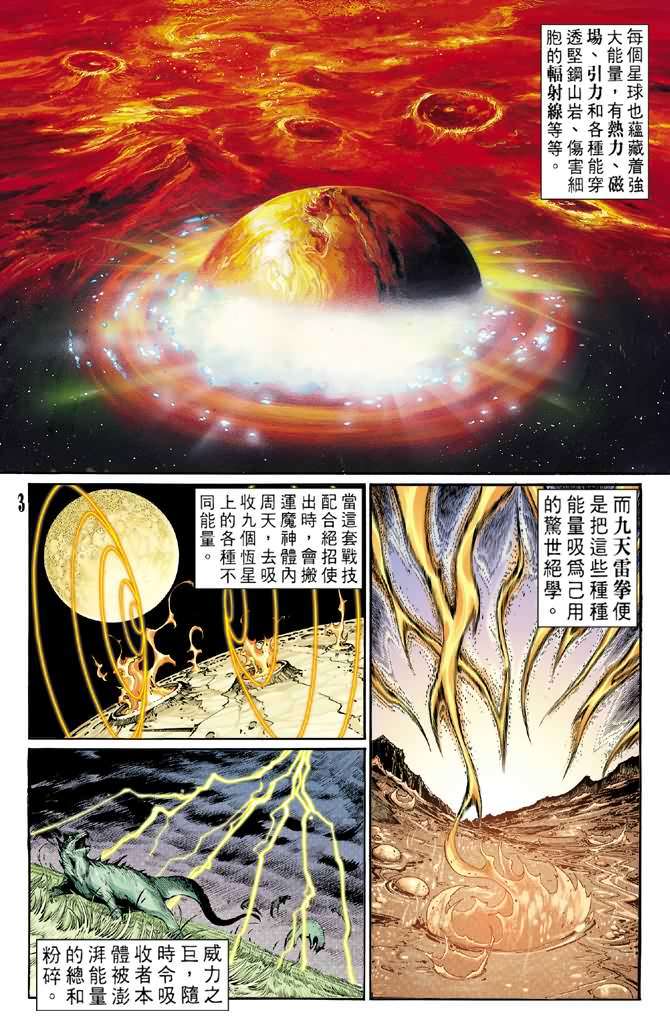 每個星球也蘊藏着強
大能量，有熱力、磁
場、引力和各種能穿
透堅鋼山岩、傷害細
胞的輻射線等等。
而九天雷拳便
是把這些種種
能量吸爲己用
的驚世絕學。
當這套戰技
配合絕招使
出時，會搬
運魔神體內
周天，去吸
收九個恆星
上的各種不
同能量。
3
威力之
巨，隨
時令吸
收者本
體被澎
湃能量
的總和
粉碎。